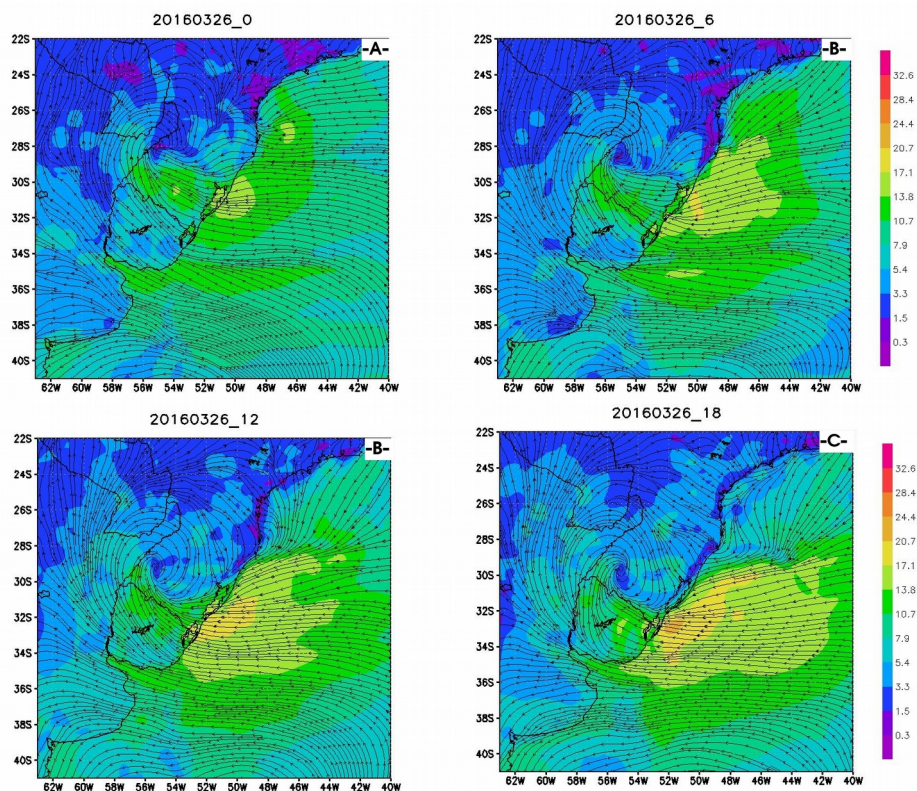 20160326_0
-A-
22S
24S
26S
28S
30S
32S
34S
36S
38S
40S
62W 60W 58W 56W 54W 52W 50W 48W 46W 44W 42W 40W
20160326_6
-B-
22S
24S
26S
28S
30S
32S
34S
36S
38S
40S
62W 60W 58W 56W 54W 52W 50W 48W 46W 44W 42W 40W
32.6
28.4
24.4
20.7
17.1
13.8
10.7
7.9
5.4
3.3
1.5
0.3
20160326_12
-B-
22S
24S
26S
28S
30S
32S
34S
36S
38S
40S
62W 60W 58W 56W 54W 52W 50W 48W 46W 44W 42W 40W
20160326_18
-C-
22S
24S
26S
28S
30S
32S
34S
36S
38S
40S
62W 60W 58W 56W 54W 52W 50W 48W 46W 44W 42W 40W
32.6
28.4
24.4
20.7
17.1
13.8
10.7
7.9
5.4
3.3
1.5
0.3